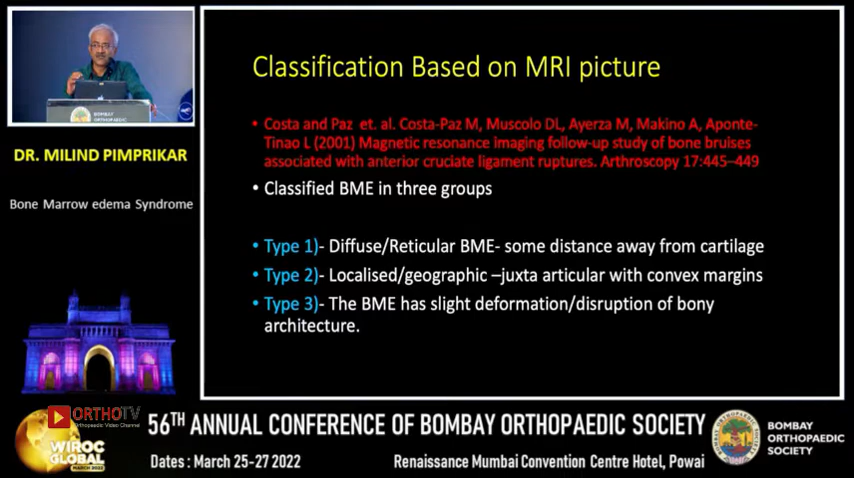 Classification Based on MRI picture
• Costa and Paz et. al. Costa-Paz M, Muscolo DL, Ayerza M, Makino A, Aponte-
Tinao L (2001) Magnetic resonance imaging follow-up study of bone bruises
associated with anterior cruciate ligament ruptures. Arthroscopy 17:445–449
• Classified BME in three groups
• Type 1)- Diffuse/Reticular BME- some distance away from cartilage
• Type 2)- Localised/geographic –juxta articular with convex margins
• Type 3)- The BME has slight deformation/disruption of bony
architecture.
BOMBAY ORTHOPAEDIC
DR. MILIND PIMPRIKAR
Bone Marrow edema Syndrome
ORTHOTV
Orthopaedic Video Channel
WIROC
GLOBAL
MARCH 2022
56TH ANNUAL CONFERENCE OF BOMBAY ORTHOPAEDIC SOCIETY
Dates : March 25-27 2022
Renaissance Mumbai Convention Centre Hotel, Powai
BOMBAY
ORTHOPAEDIC
SOCIETY